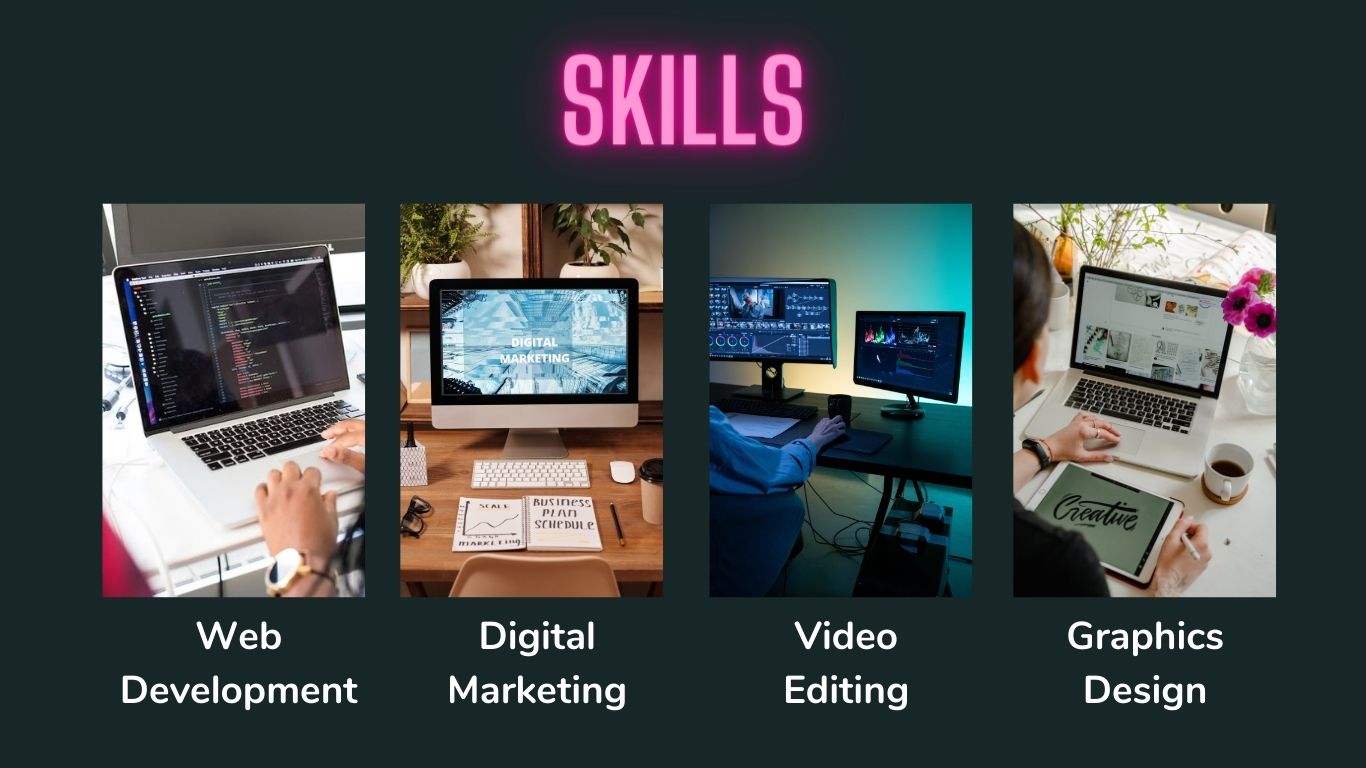 SKILLS
DIGITAL
MARKETING
SCALE
MARKETING
BUSINESS
PLAN
SCHEDULE
Creative
Web
Development
Digital
Marketing
Video
Editing
Graphics
Design